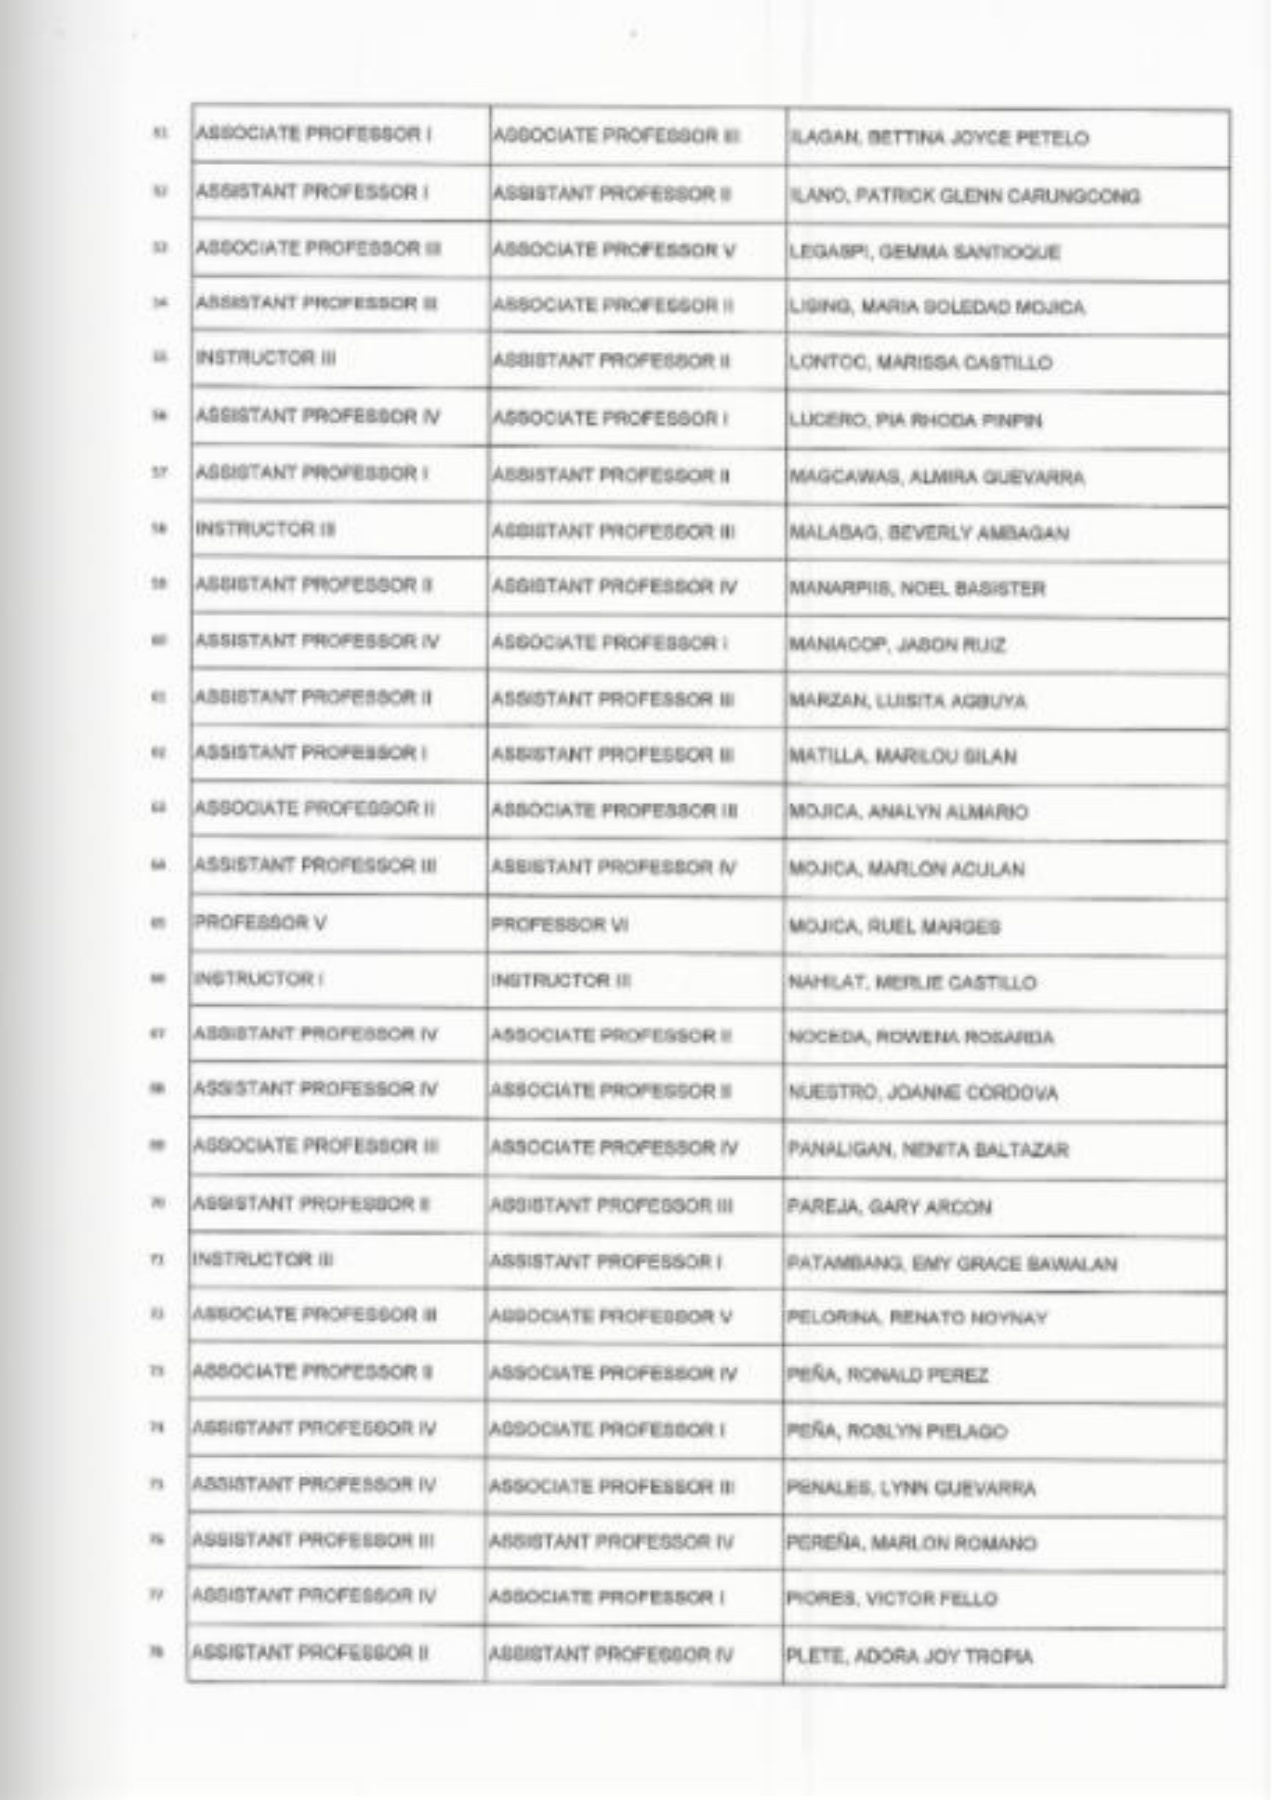 51 ASSOCIATE PROFESSOR I ASSOCIATE PROFESSOR III ILAGAN, BETTINA JOYCE PETELO
52 ASSISTANT PROFESSOR I ASSISTANT PROFESSOR II ILANO, PATRICK GLENN CARUNGCONG
53 ASSOCIATE PROFESSOR III ASSOCIATE PROFESSOR V LEGASPI, GEMMA SANTIOQUE
54 ASSISTANT PROFESSOR III ASSOCIATE PROFESSOR II LISING, MARIA SOLEDAD MOJICA
55 INSTRUCTOR III ASSISTANT PROFESSOR II LONTOC, MARISSA CASTILLO
56 ASSISTANT PROFESSOR IV ASSOCIATE PROFESSOR I LUCERO, PIA RHODA PINPIN
57 ASSISTANT PROFESSOR I ASSISTANT PROFESSOR II MAGCAWAS, ALMIRA GUEVARRA
58 INSTRUCTOR III ASSISTANT PROFESSOR III MALABAG, BEVERLY AMBAGAN
59 ASSISTANT PROFESSOR II ASSISTANT PROFESSOR IV MANARPIIS, NOEL BASISTER
60 ASSISTANT PROFESSOR IV ASSOCIATE PROFESSOR I MANIACOP, JASON RUIZ
61 ASSISTANT PROFESSOR II ASSISTANT PROFESSOR III MARZAN, LUISITA AGBUYA
62 ASSISTANT PROFESSOR I ASSISTANT PROFESSOR III MATILLA, MARILOU SILAN
63 ASSOCIATE PROFESSOR II ASSOCIATE PROFESSOR III MOJICA, ANALYN ALMARIO
64 ASSISTANT PROFESSOR III ASSISTANT PROFESSOR IV MOJICA, MARLON ACULAN
65 PROFESSOR V PROFESSOR VI MOJICA, RUEL MARGES
66 INSTRUCTOR I INSTRUCTOR III NAHILAT, MERLIE CASTILLO
67 ASSISTANT PROFESSOR IV ASSOCIATE PROFESSOR II NOCEDA, ROWENA ROSARDA
68 ASSISTANT PROFESSOR IV ASSOCIATE PROFESSOR II NUESTRO, JOANNE CORDOVA
69 ASSOCIATE PROFESSOR III ASSOCIATE PROFESSOR IV PANALIGAN, NENITA BALTAZAR
70 ASSISTANT PROFESSOR II ASSISTANT PROFESSOR III PAREJA, GARY ARCON
71 INSTRUCTOR III ASSISTANT PROFESSOR I PATAMBANG, EMY GRACE SAWALAN
72 ASSOCIATE PROFESSOR III ASSOCIATE PROFESSOR V PELORINA, RENATO NOYNAY
73 ASSOCIATE PROFESSOR II ASSOCIATE PROFESSOR IV PEÑA, RONALD PEREZ
74 ASSISTANT PROFESSOR IV ASSOCIATE PROFESSOR I PEÑA, ROSLYN PIELAGO
75 ASSISTANT PROFESSOR IV ASSOCIATE PROFESSOR III PENALES, LYNN GUEVARRA
76 ASSISTANT PROFESSOR III ASSISTANT PROFESSOR IV PEREÑA, MARLON ROMANO
77 ASSISTANT PROFESSOR IV ASSOCIATE PROFESSOR I PIORES, VICTOR FELLO
78 ASSISTANT PROFESSOR II ASSISTANT PROFESSOR IV PLETE, ADORA JOY TROPIA